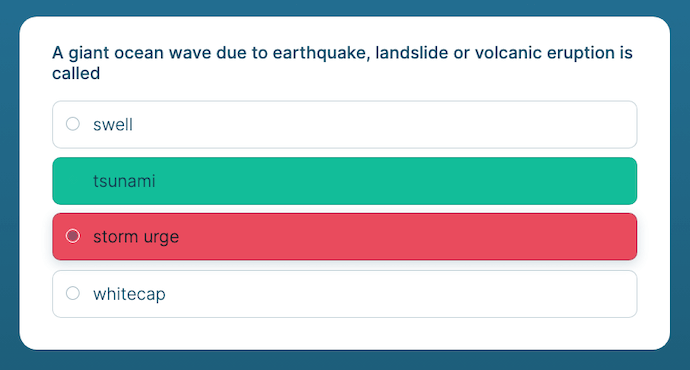 A giant ocean wave due to earthquake, landslide or volcanic eruption is
called
swell
tsunami
storm urge
whitecap